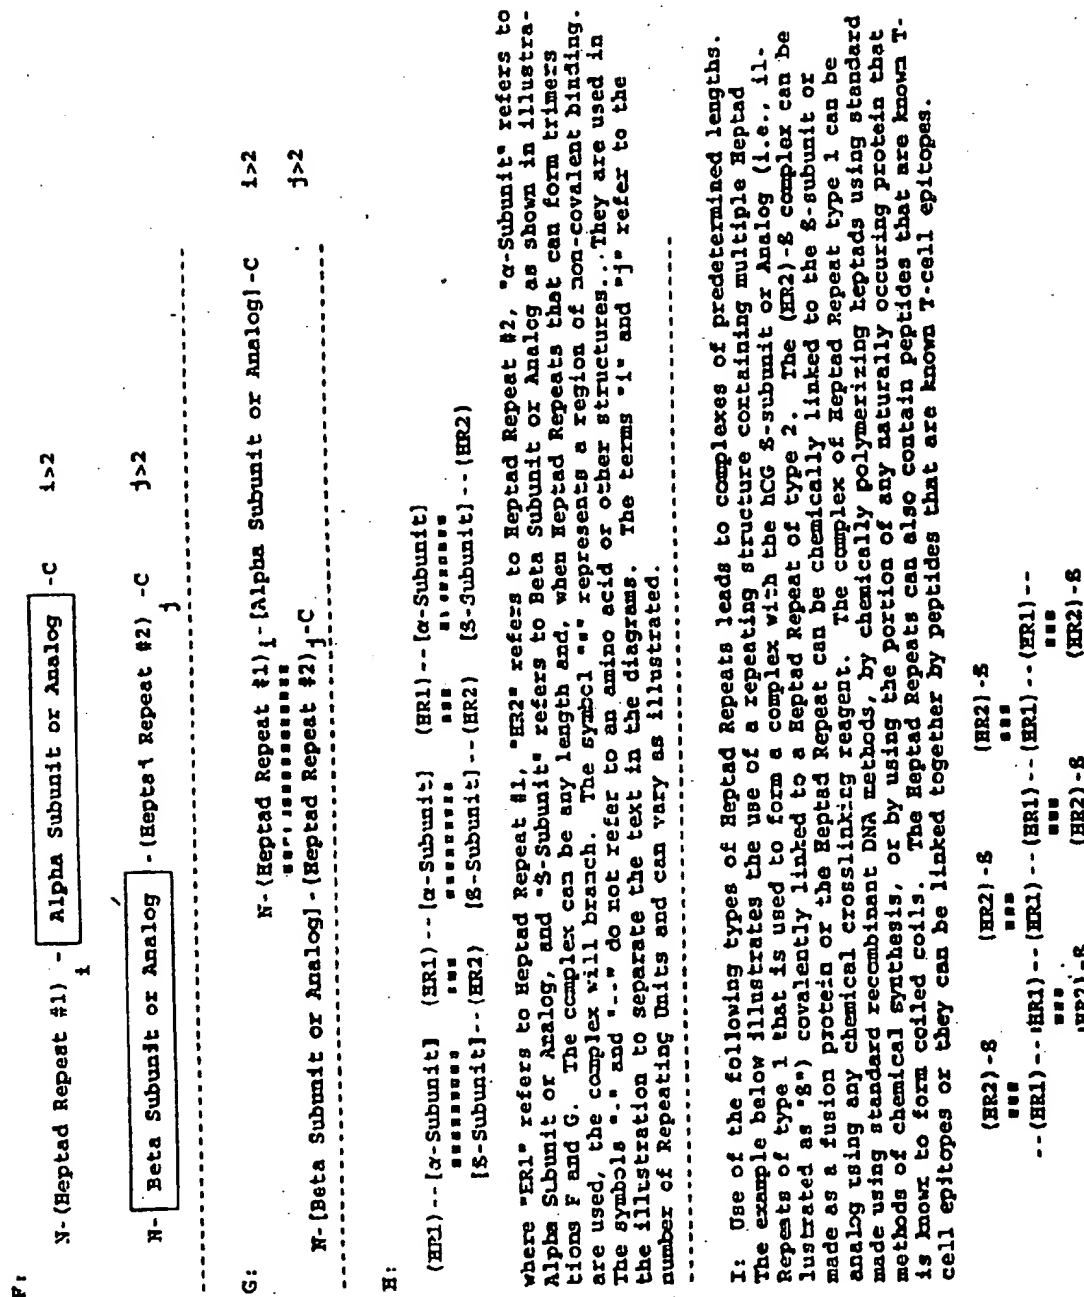 F:
N-(Heptad Repeat #1)i - Alpha Subunit or Analog -C i>2
N- Beta Subunit or Analog -(Heptai Repeat #2)j -C j>2
G:
N-(Heptad Repeat #1)i-[Alpha Subunit or Analog]-C i>2
N-[Beta Subunit or Analog]-(Heptad Repeat #2)j-C j>2
H:
(HR1)--[α-Subunit] (HR1)--[α-Subunit] (HR1)--[α-Subunit]
[ß-Subunit]--(HR2) [ß-Subunit]--(HR2) [ß-Subunit]--(HR2)
where "HR1" refers to Heptad Repeat #1, "HR2" refers to Heptad Repeat #2, "α-Subunit" refers to
Alpha Subunit or Analog, and "ß-Subunit" refers to Beta Subunit or Analog as shown in illustra-
tions F and G. The complex can be any length and, when Heptad Repeats that can form trimers
are used, the complex will branch. The symbol "≡" represents a region of non-covalent binding.
The symbols "." and "--" do not refer to an amino acid or other structures...They are used in
the illustration to separate the text in the diagrams. The terms "i" and "j" refer to the
number of Repeating Units and can vary as illustrated.
I: Use of the following types of Heptad Repeats leads to complexes of predetermined lengths.
The example below illustrates the use of a repeating structure containing multiple Heptad
Repeats of type 1 that is used to form a complex with the hCG ß-subunit or Analog (i.e., il-
lustrated as "ß") covalently linked to a Heptad Repeat of type 2. The (HR2)-ß complex can be
made as a fusion protein or the Heptad Repeat can be chemically linked to the ß-subunit or
analog using any chemical crosslinking reagent. The complex of Heptad Repeat type 1 can be
made using standard recombinant DNA methods, by chemically polymerizing heptads using standard
methods of chemical synthesis, or by using the portion of any naturally occuring protein that
is known to form coiled coils. The Heptad Repeats can also contain peptides that are known T-
cell epitopes or they can be linked together by peptides that are known T-cell epitopes.
(HR2)-ß (HR2)-ß (HR2)-ß
---(HR1)--(HR1)--(HR1)--(HR1)--(HR1)---(HR1)--
(HR2)-ß (HR2)-ß (HR2)-ß